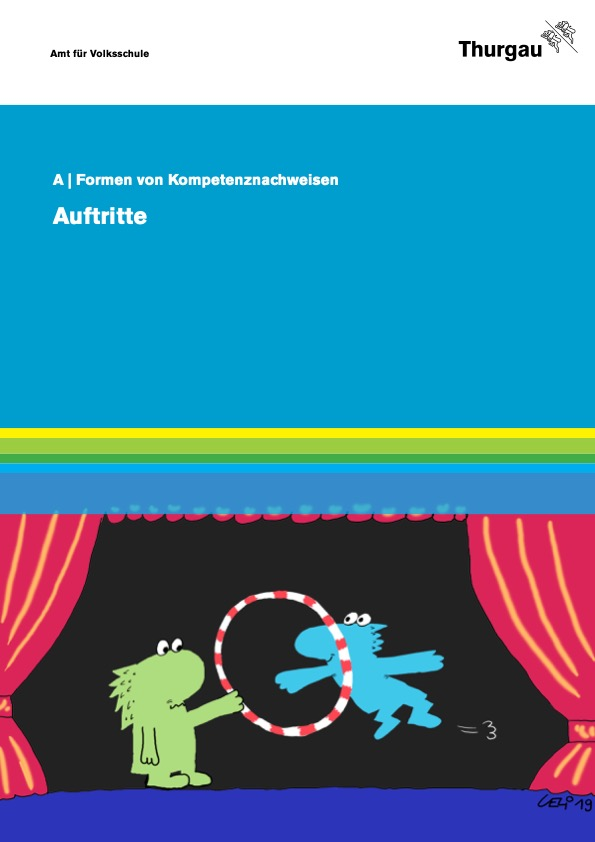 Amt für Volksschule
Thurgau
A | Formen von Kompetenznachweisen
Auftritte